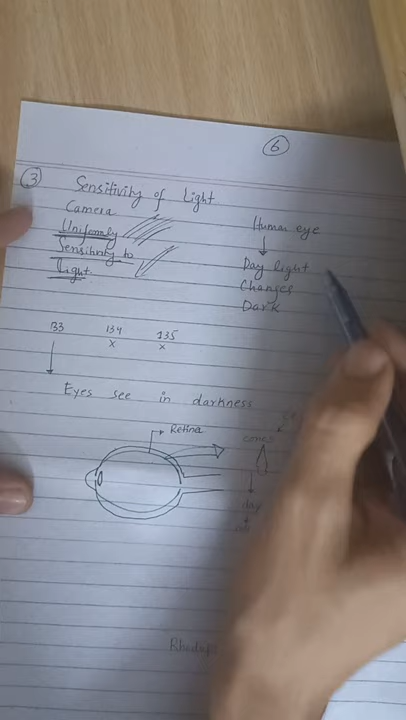 6
3 Sensitivity of Light
Camera
Uniformly
Sensitivity to
Light
Human eye
Day light
Changes
Dark
133 134 135
x x
Eyes see in darkness
Retina
cones
day